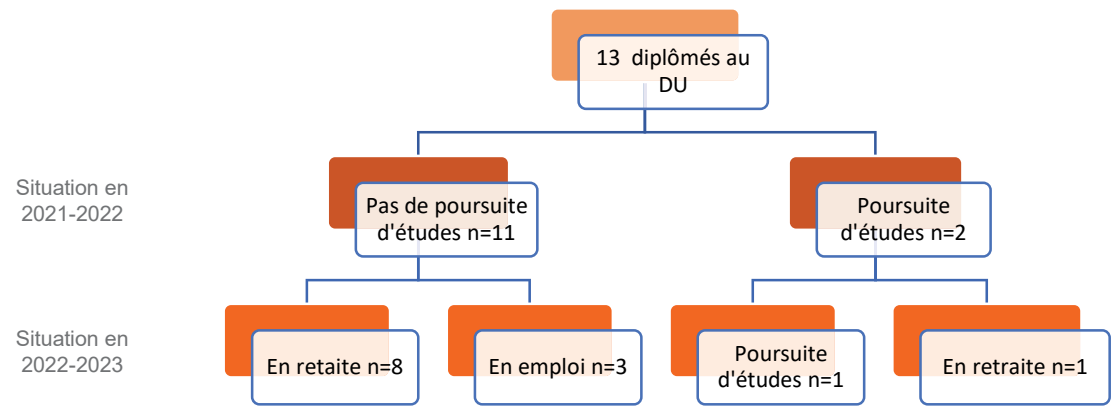 13 diplômés au
DU
Situation en
2021-2022
Pas de poursuite
d'études n=11
Poursuite
d'études n=2
Situation en
2022-2023
En retaite n=8
En emploi n=3
Poursuite
d'études n=1
En retraite n=1